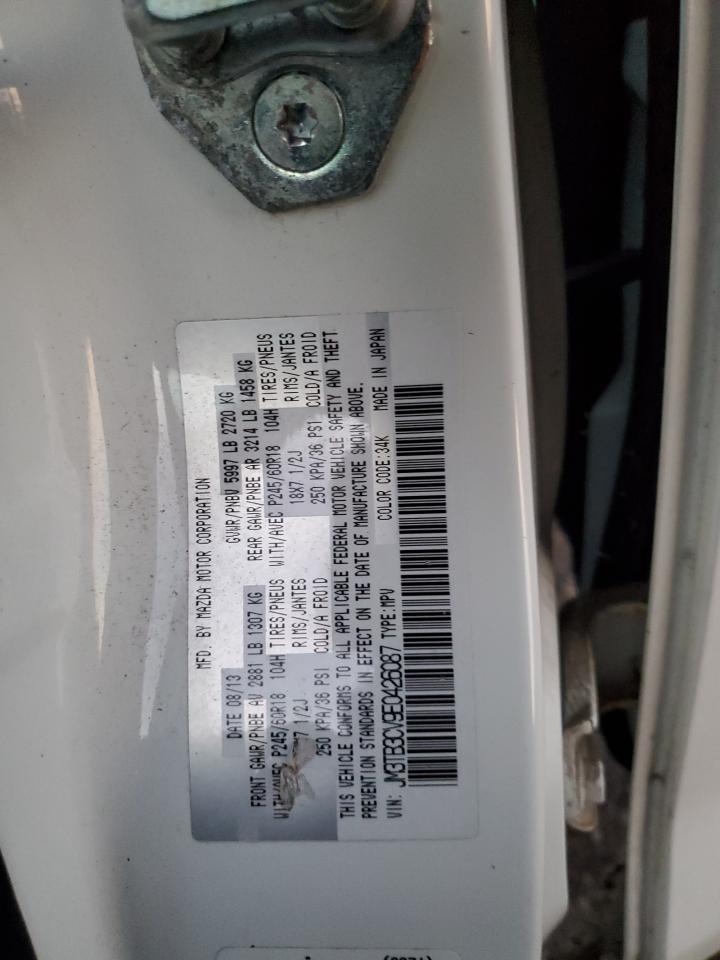 MFD. BY MAZDA MOTOR CORPORATION
DATE 08/13 GVWR/PNBV 5997 LB 2720 KG
FRONT GAWR/PNBE AV 2881 LB 1307 KG REAR GAWR/PNBE AR 3214 LB 1458 KG
WITH/AVEC P245/60R18 104H TIRES/PNEUS WITH/AVEC P245/60R18 104H TIRES/PNEUS
1/2J RIMS/JANTES 18X7 1/2J RIMS/JANTES
250 KPA/36 PSI COLD/A FROID 250 KPA/36 PSI COLD/A FROID
THIS VEHICLE CONFORMS TO ALL APPLICABLE FEDERAL MOTOR VEHICLE SAFETY AND THEFT
PREVENTION STANDARDS IN EFFECT ON THE DATE OF MANUFACTURE SHOWN ABOVE.
VIN: JM3TB3CV9E0426087 TYPE:MPV COLOR CODE:34K MADE IN JAPAN